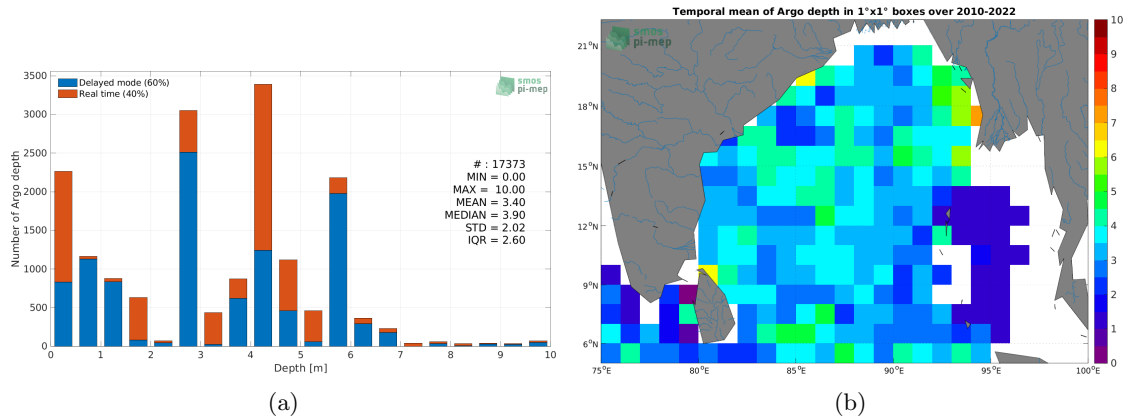 smos
pi-mep
Delayed mode (60%)
Real time (40%)
# : 17373
MIN = 0.00
MAX = 10.00
MEAN = 3.40
MEDIAN = 3.90
STD = 2.02
IQR = 2.60
Number of Argo depth
3500
3000
2500
2000
1500
1000
500
0
0 1 2 3 4 5 6 7 8 9 10
Depth [m]
(a)
Temporal mean of Argo depth in 1°x1° boxes over 2010-2022
smos
pi-mep
21°N
18°N
15°N
12°N
9°N
6°N
75°E 80°E 85°E 90°E 95°E 100°E
10
9
8
7
6
5
4
3
2
1
0
(b)